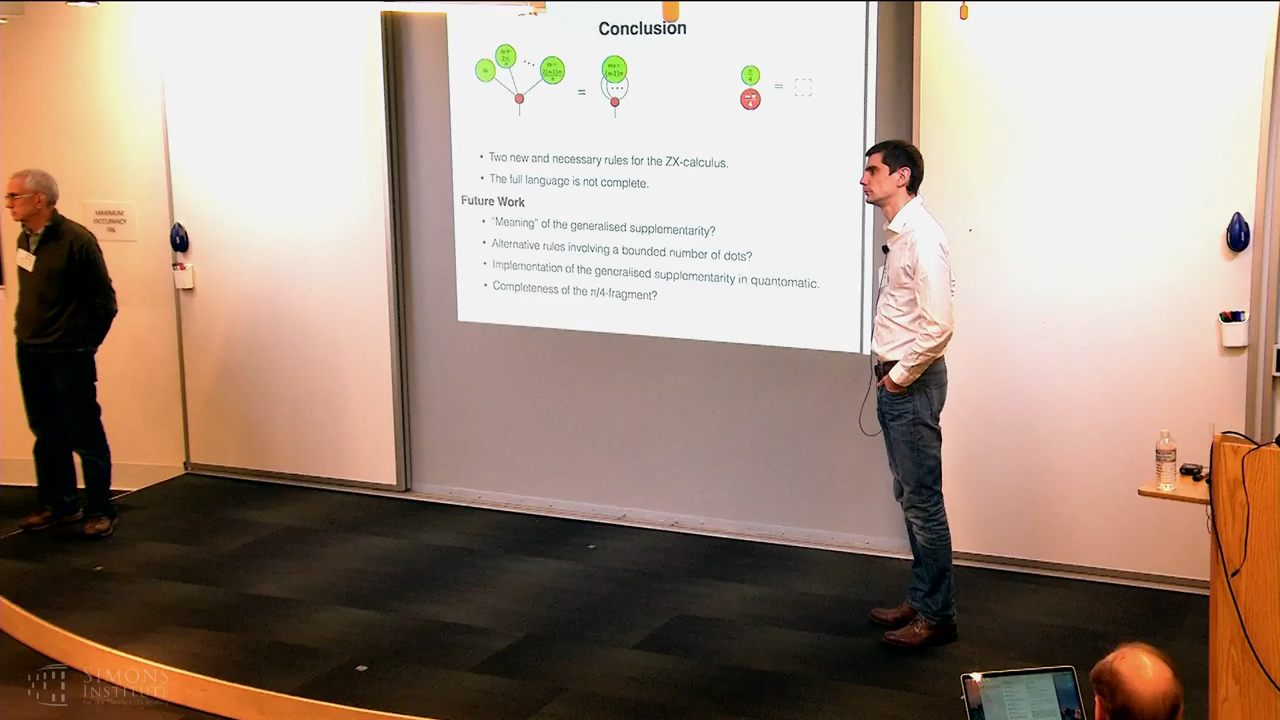 Conclusion
α
= 
=
• Two new and necessary rules for the ZX-calculus.
• The full language is not complete.
Future Work
• "Meaning" of the generalised supplementarity?
• Alternative rules involving a bounded number of dots?
• Implementation of the generalised supplementarity in quantomatic.
• Completeness of the π/4-fragment?
MAXIMUM
OCCUPANCY
SIMONS
INSTITUTE